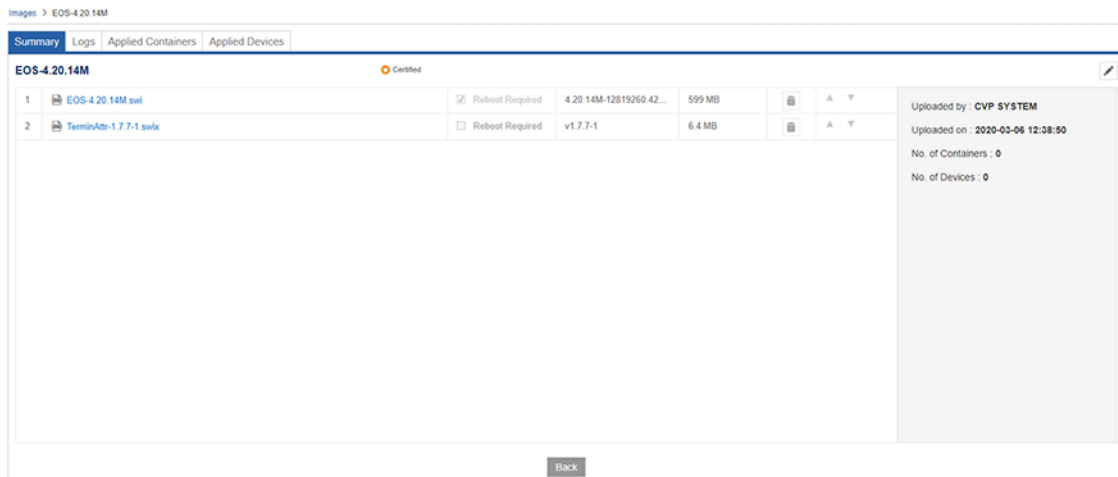 Images > EOS-4.20.14M
Summary Logs Applied Containers Applied Devices
EOS-4.20.14M Certified
1 EOS-4.20.14M.swi Reboot Required 4.20.14M-12819260.42... 599 MB
2 TerminAttr-1.7.7-1.swix Reboot Required v1.7.7-1 6.4 MB
Uploaded by : CVP SYSTEM
Uploaded on : 2020-03-06 12:38:50
No. of Containers : 0
No. of Devices : 0
Back